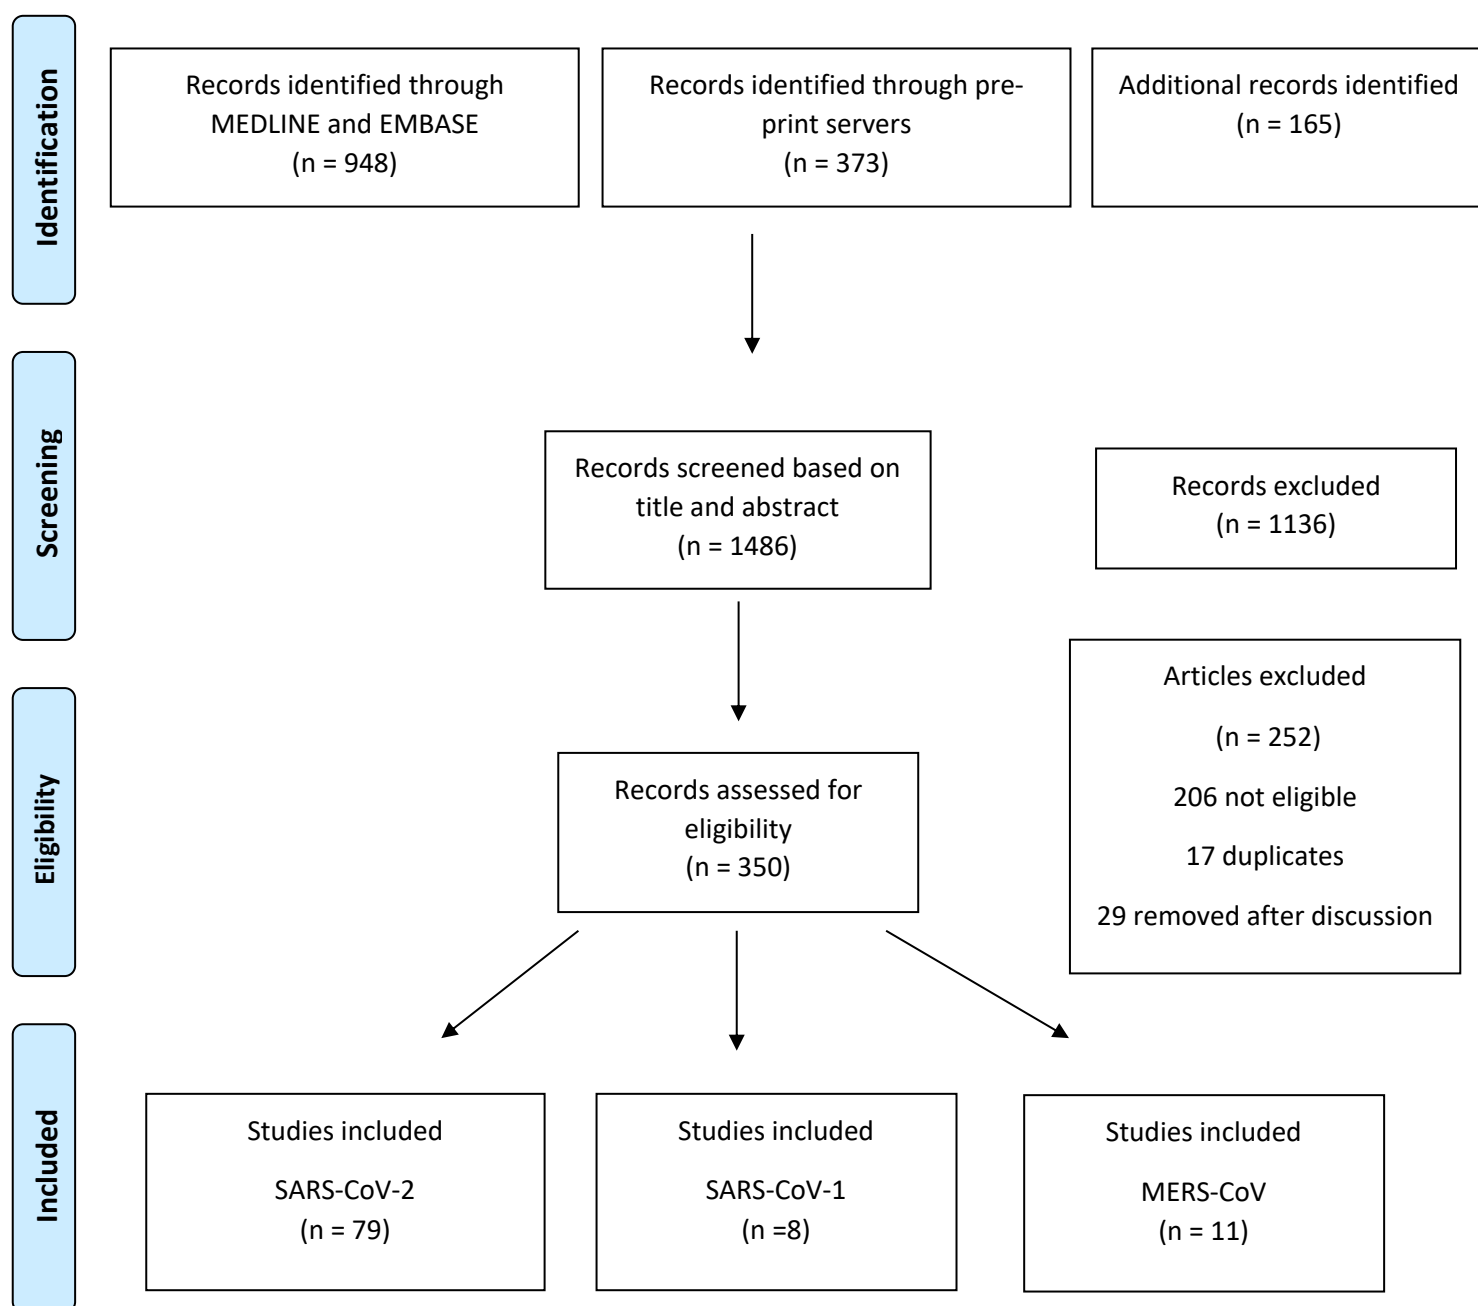 Identification
Records identified through
MEDLINE and EMBASE
(n = 948)
Records identified through pre-
print servers
(n = 373)
Additional records identified
(n = 165)
Screening
Records screened based on
title and abstract
(n = 1486)
Records excluded
(n = 1136)
Eligibility
Records assessed for
eligibility
(n = 350)
Articles excluded
(n = 252)
206 not eligible
17 duplicates
29 removed after discussion
Included
Studies included
SARS-CoV-2
(n = 79)
Studies included
SARS-CoV-1
(n =8)
Studies included
MERS-CoV
(n = 11)